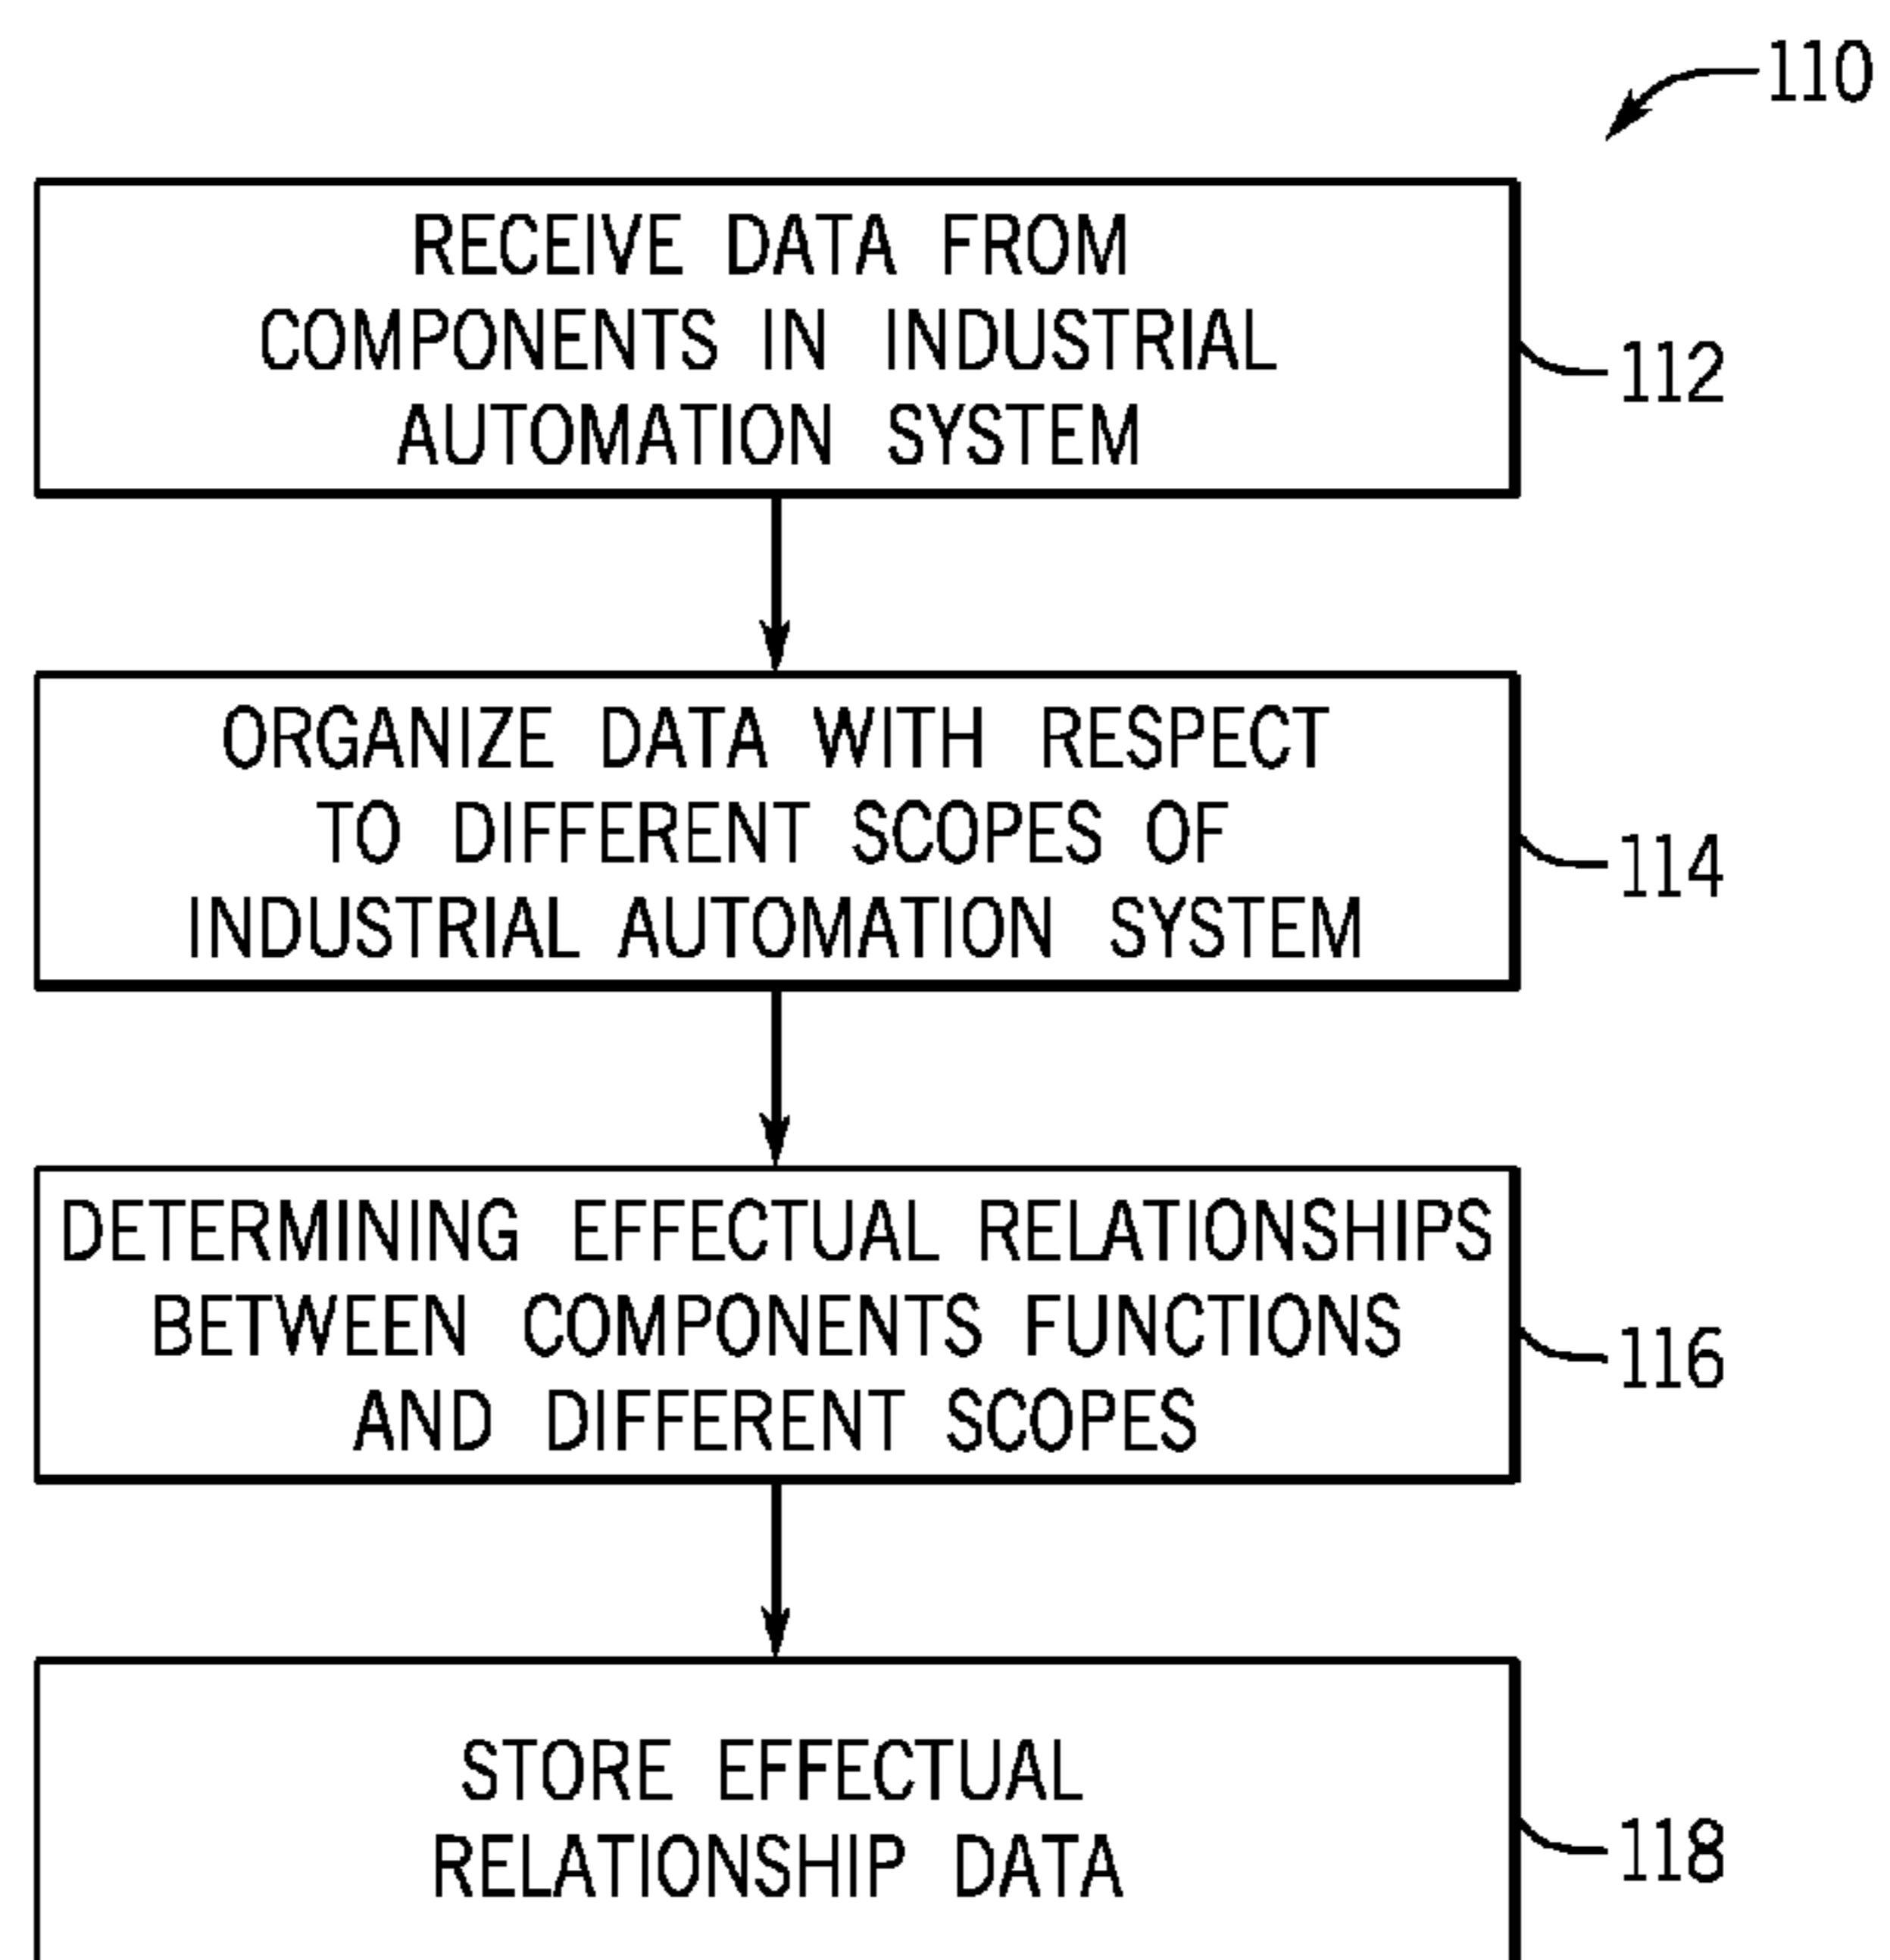 110
RECEIVE DATA FROM
COMPONENTS IN INDUSTRIAL
AUTOMATION SYSTEM
112
ORGANIZE DATA WITH RESPECT
TO DIFFERENT SCOPES OF
INDUSTRIAL AUTOMATION SYSTEM
114
DETERMINING EFFECTUAL RELATIONSHIPS
BETWEEN COMPONENTS FUNCTIONS
AND DIFFERENT SCOPES
116
STORE EFFECTUAL
RELATIONSHIP DATA
118